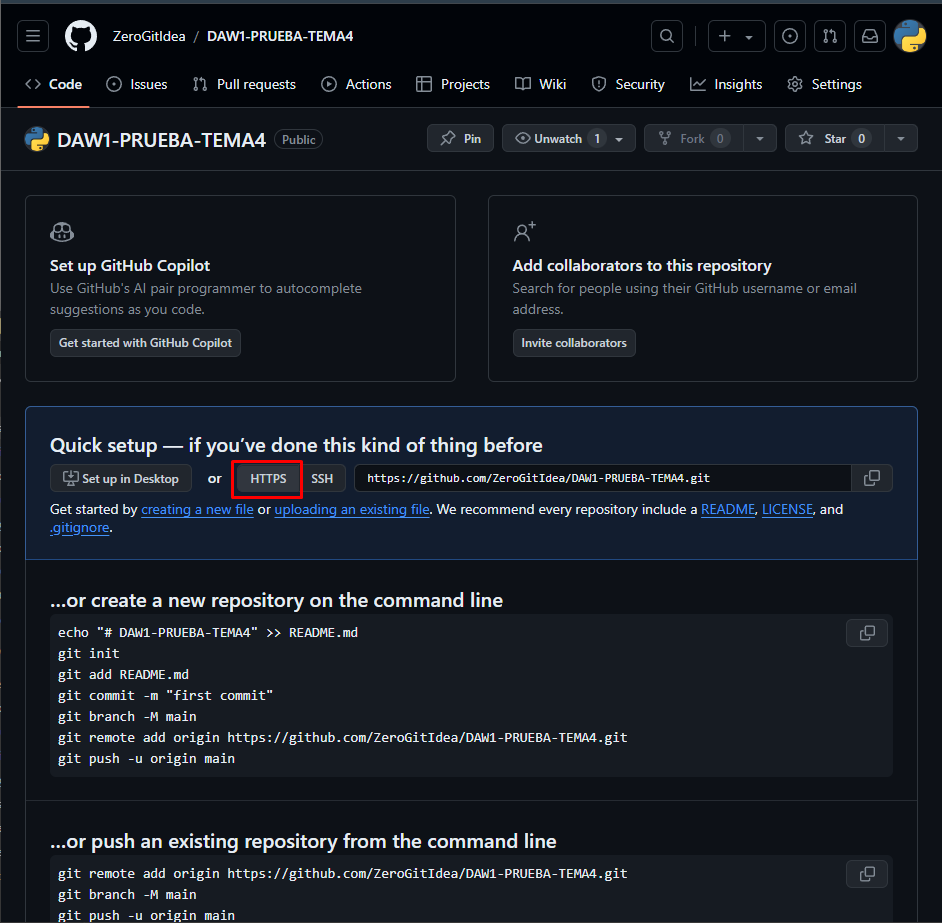 ZeroGitIdea / DAW1-PRUEBA-TEMA4
Code Issues Pull requests Actions Projects Wiki Security Insights Settings
DAW1-PRUEBA-TEMA4 Public Pin Unwatch 1 Fork 0 Star 0
Set up GitHub Copilot
Use GitHub's AI pair programmer to autocomplete
suggestions as you code.
Get started with GitHub Copilot
Add collaborators to this repository
Search for people using their GitHub username or email
address.
Invite collaborators
Quick setup — if you’ve done this kind of thing before
Set up in Desktop or HTTPS SSH https://github.com/ZeroGitIdea/DAW1-PRUEBA-TEMA4.git
Get started by creating a new file or uploading an existing file. We recommend every repository include a README, LICENSE, and
.gitignore.
…or create a new repository on the command line
echo "# DAW1-PRUEBA-TEMA4" >> README.md
git init
git add README.md
git commit -m "first commit"
git branch -M main
git remote add origin https://github.com/ZeroGitIdea/DAW1-PRUEBA-TEMA4.git
git push -u origin main
…or push an existing repository from the command line
git remote add origin https://github.com/ZeroGitIdea/DAW1-PRUEBA-TEMA4.git
git branch -M main
git push -u origin main